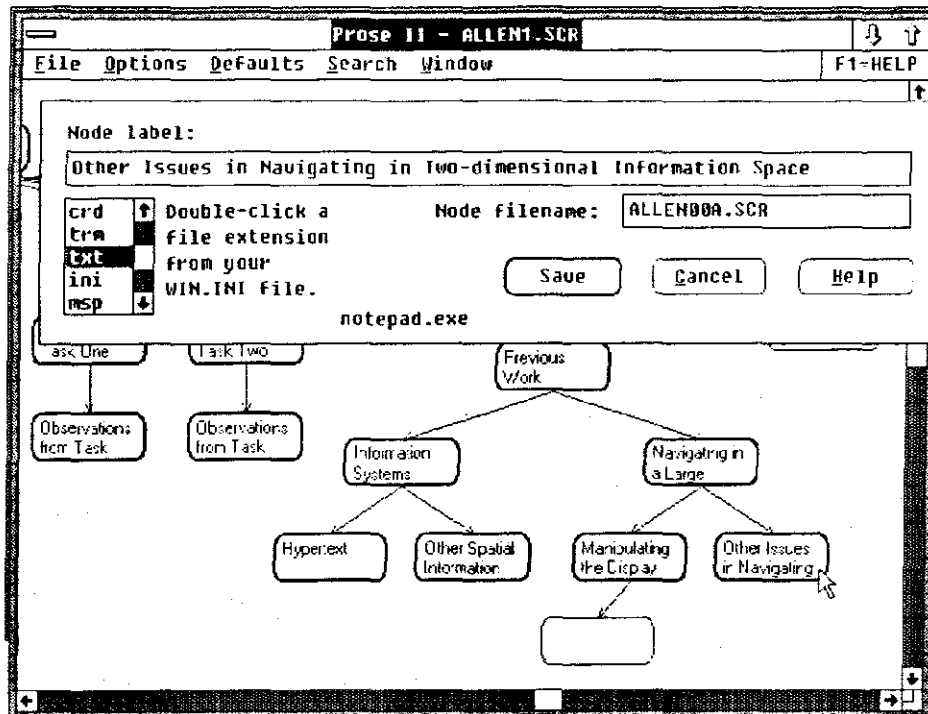 Prose II - ALLEN1.SCR
File Options Defaults Search Window F1=HELP
Node label:
Other Issues in Navigating in Two-dimensional Information Space
crd
trm
txt
ini
msp
Double-click a
file extension
from your
WIN.INI file.
Node filename: ALLEN00A.SCR
Save Cancel Help
notepad.exe
Task One
Task Two
Previous
Work
Observations
from Task
Observations
from Task
Information
Systems
Navigating in
a Large
Hypertext
Other Spatial
Information
Manipulating
the Display
Other Issues
in Navigating